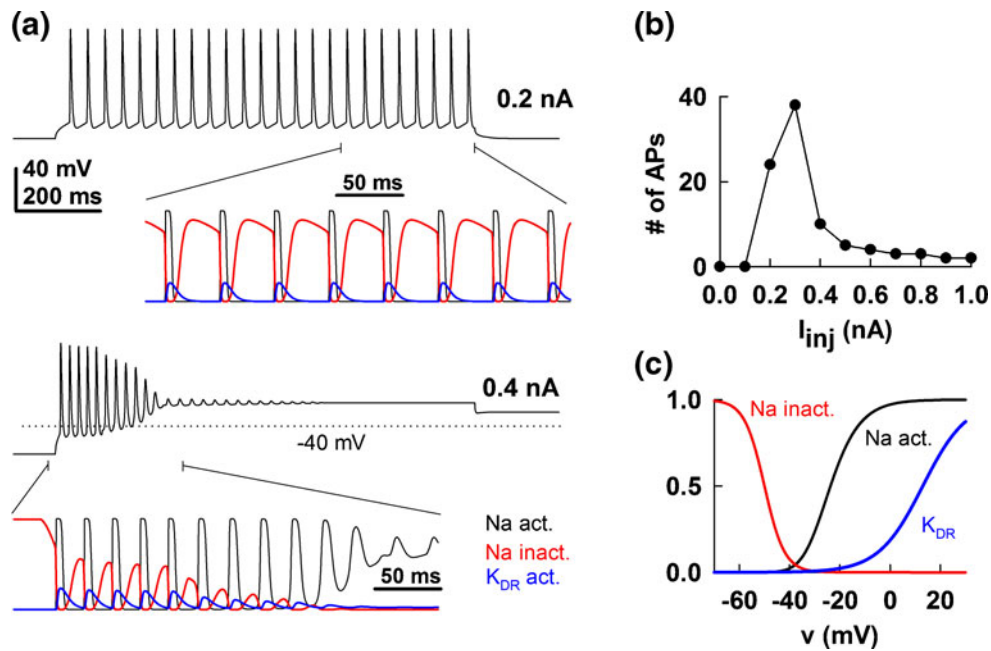 (a)
0.2 nA
40 mV
200 ms
50 ms
0.4 nA
-40 mV
Na act.
Na inact.
KDR act.
50 ms
(b)
# of APs
40
20
0
0.0 0.2 0.4 0.6 0.8 1.0
Iinj (nA)
(c)
1.0
0.5
0.0
Na inact.
Na act.
KDR
-60 -40 -20 0 20
v (mV)